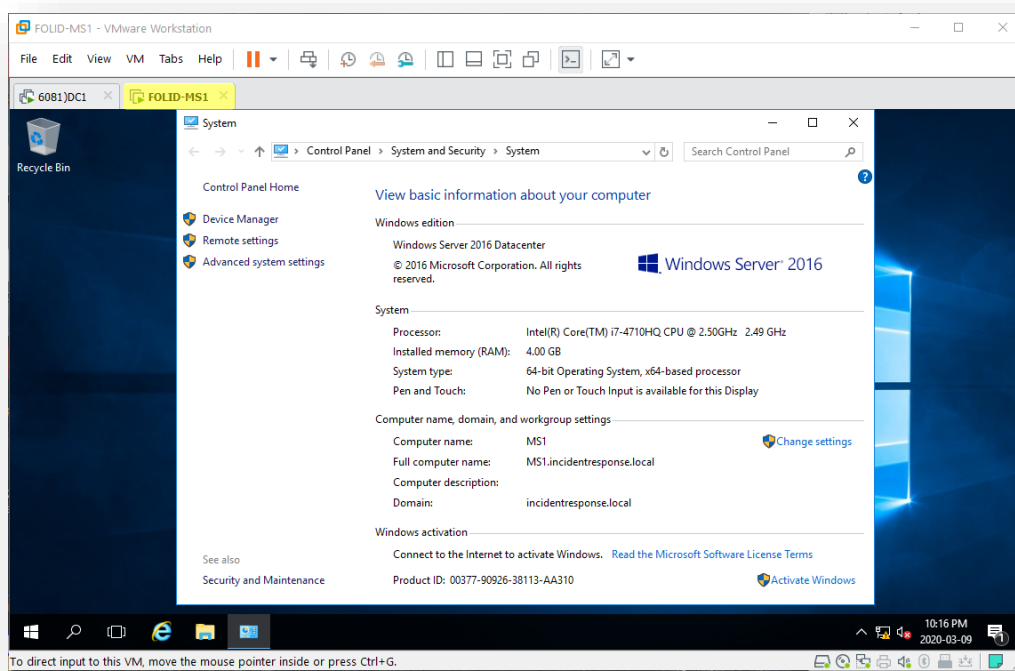 FOLID-MS1 - VMware Workstation
File Edit View VM Tabs Help
6081)DC1 FOLID-MS1
Recycle Bin
System
Control Panel System and Security System
Search Control Panel
Control Panel Home
Device Manager
Remote settings
Advanced system settings
See also
Security and Maintenance
View basic information about your computer
Windows edition
Windows Server 2016 Datacenter
© 2016 Microsoft Corporation. All rights
reserved.
Windows Server® 2016
System
Processor: Intel(R) Core(TM) i7-4710HQ CPU @ 2.50GHz 2.49 GHz
Installed memory (RAM): 4.00 GB
System type: 64-bit Operating System, x64-based processor
Pen and Touch: No Pen or Touch Input is available for this Display
Computer name, domain, and workgroup settings
Computer name: MS1 Change settings
Full computer name: MS1.incidentresponse.local
Computer description:
Domain: incidentresponse.local
Windows activation
Connect to the Internet to activate Windows. Read the Microsoft Software License Terms
Product ID: 00377-90926-38113-AA310 Activate Windows
10:16 PM
2020-03-09
1
To direct input to this VM, move the mouse pointer inside or press Ctrl+G.